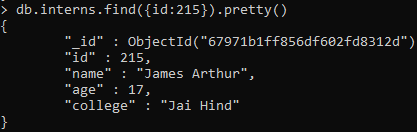 > db.interns.find({id:215}).pretty()
{
        "_id" : ObjectId("67971b1ff856df602fd8312d")
        "id" : 215,
        "name" : "James Arthur",
        "age" : 17,
        "college" : "Jai Hind"
}